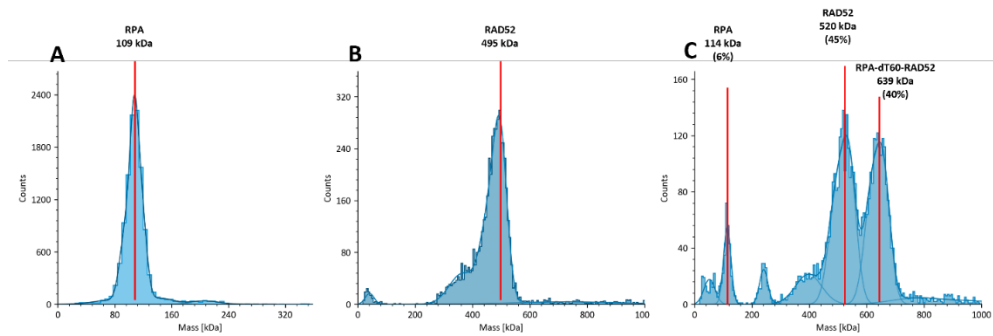 A
RPA
109 kDa
2400
1800
1200
600
0
Counts
0
80
160
240
320
Mass [kDa]
B
RAD52
495 kDa
320
240
160
80
0
Counts
0
200
400
600
800
1000
Mass [kDa]
C
RPA
114 kDa
(6%)
RAD52
520 kDa
(45%)
RPA-dT60-RAD52
639 kDa
(40%)
160
120
80
40
0
Counts
0
200
400
600
800
1000
Mass [kDa]